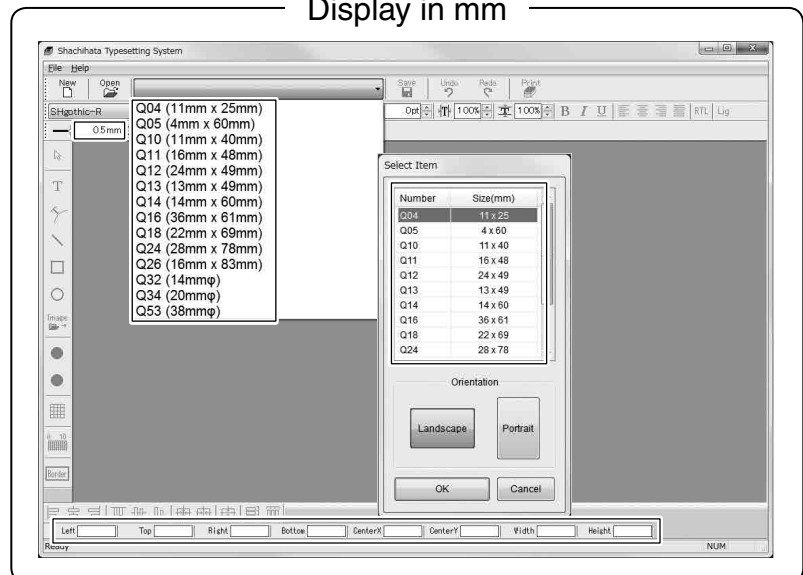 Display in mm
Shachihata Typesetting System
File Help
New Open Save Undo Redo Print
SHgothic-R 0pt 100% 100% B I U RTL Lig
0.5mm
Q04 (11mm x 25mm)
Q05 (4mm x 60mm)
Q10 (11mm x 40mm)
Q11 (16mm x 48mm)
Q12 (24mm x 49mm)
Q13 (13mm x 49mm)
Q14 (14mm x 60mm)
Q16 (36mm x 61mm)
Q18 (22mm x 69mm)
Q24 (28mm x 78mm)
Q26 (16mm x 83mm)
Q32 (14mmφ)
Q34 (20mmφ)
Q53 (38mmφ)
T
Image
0 10
Border
Select Item
Number Size(mm)
Q04 11 x 25
Q05 4 x 60
Q10 11 x 40
Q11 16 x 48
Q12 24 x 49
Q13 13 x 49
Q14 14 x 60
Q16 36 x 61
Q18 22 x 69
Q24 28 x 78
Orientation
Landscape Portrait
OK Cancel
Left Top Right Bottom CenterX CenterY Width Height
Ready NUM